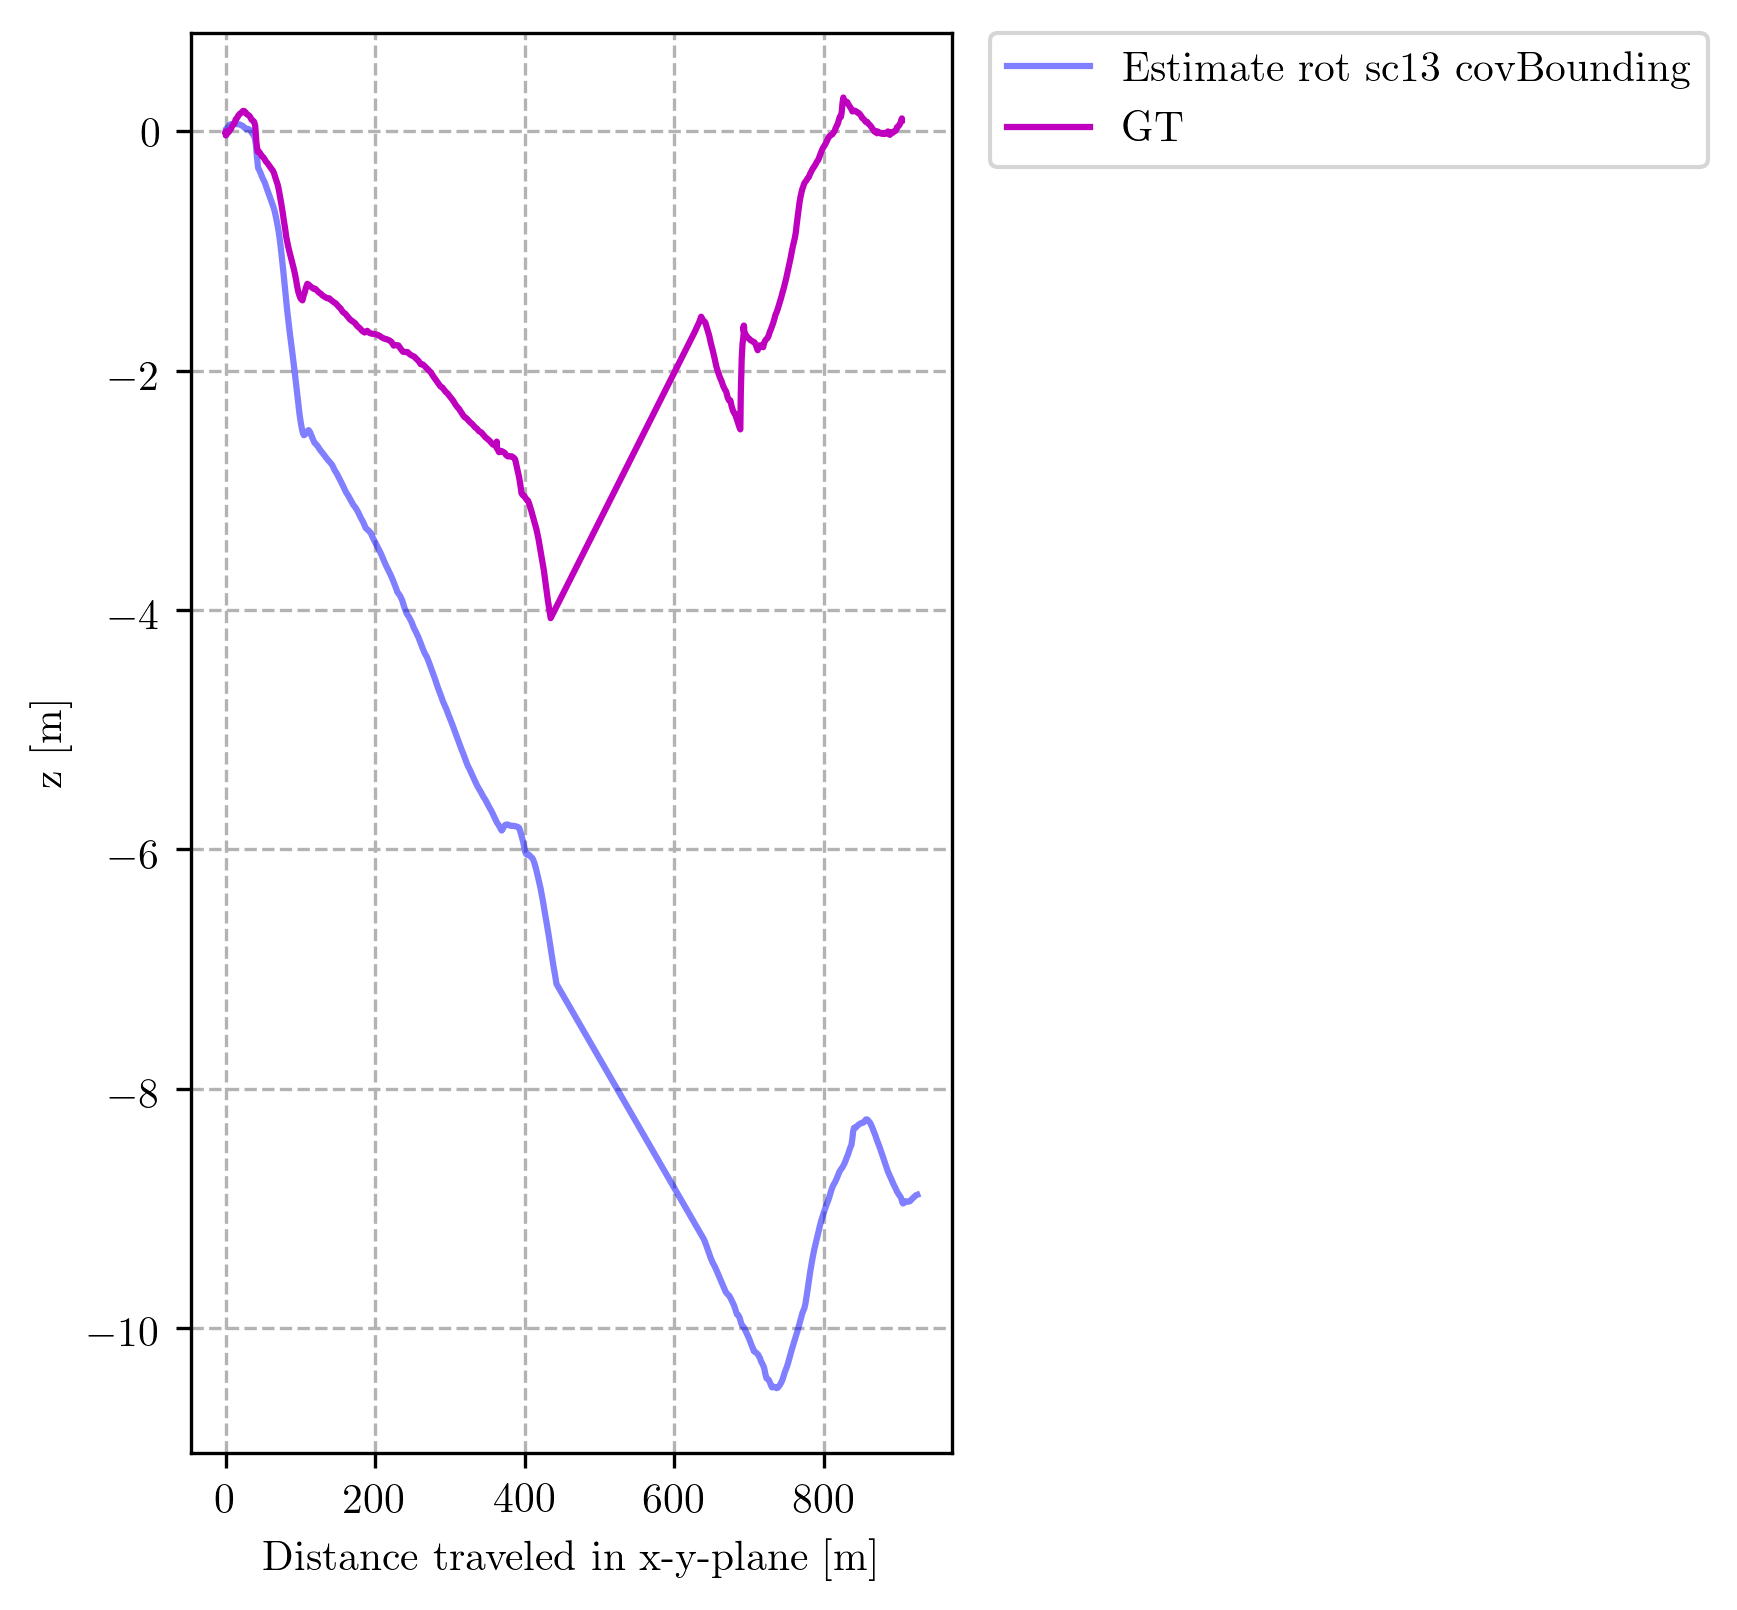 Estimate rot sc13 covBounding
GT
0
−2
−4
−6
−8
−10
z [m]
0 200 400 600 800
Distance traveled in x-y-plane [m]